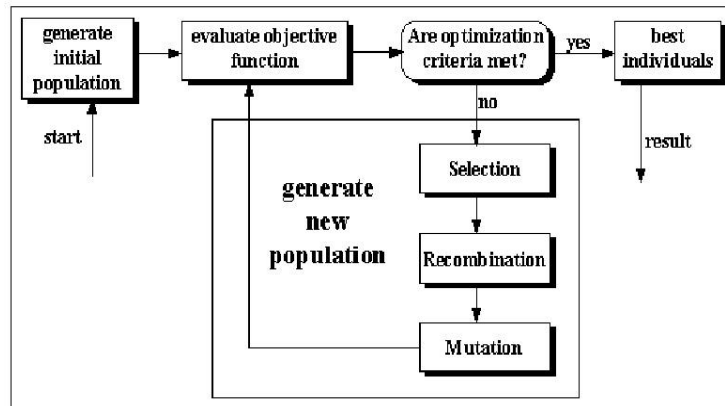 generate
initial
population
evaluate objective
function
Are optimization
criteria met?
yes
best
individuals
start
no
result
generate
new
population
Selection
Recombination
Mutation